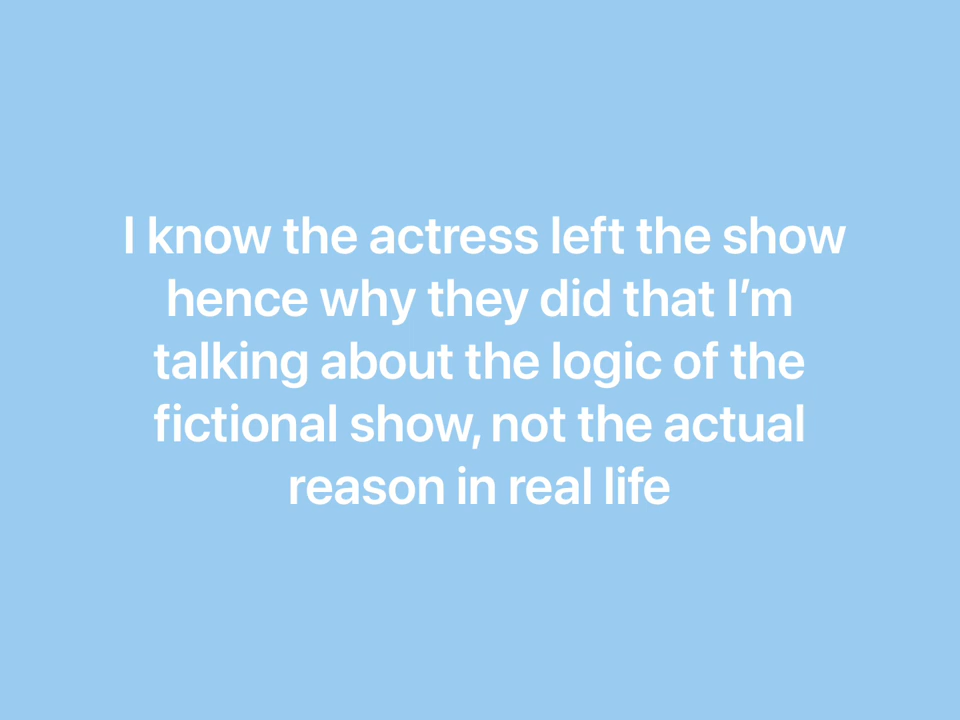 I know the actress left the show
hence why they did that I’m
talking about the logic of the
fictional show, not the actual
reason in real life